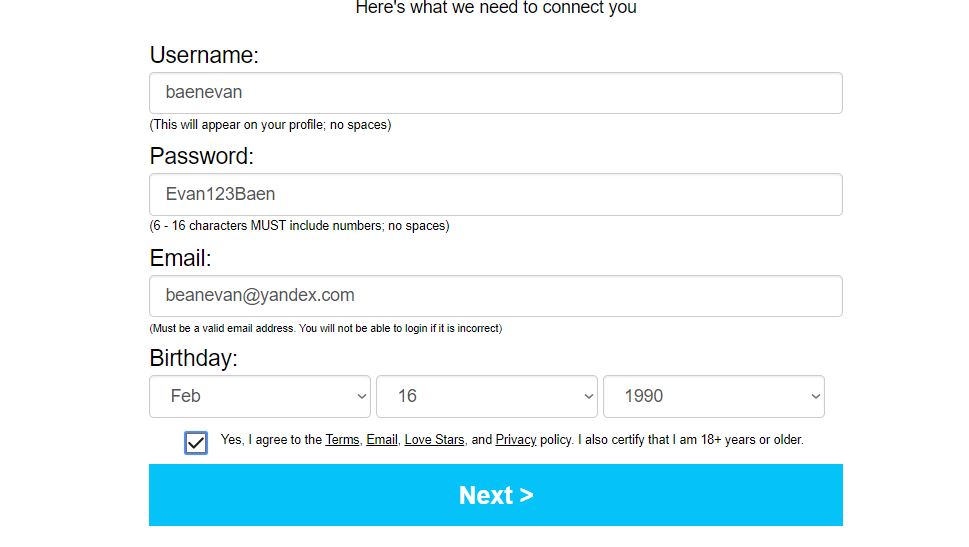 Here's what we need to connect you
Username:
baenevan
(This will appear on your profile; no spaces)
Password:
Evan123Baen
(6 - 16 characters MUST include numbers; no spaces)
Email:
beanevan@yandex.com
(Must be a valid email address. You will not be able to login if it is incorrect)
Birthday:
Feb 16 1990
Yes, I agree to the Terms, Email, Love Stars, and Privacy policy. I also certify that I am 18+ years or older.
Next >